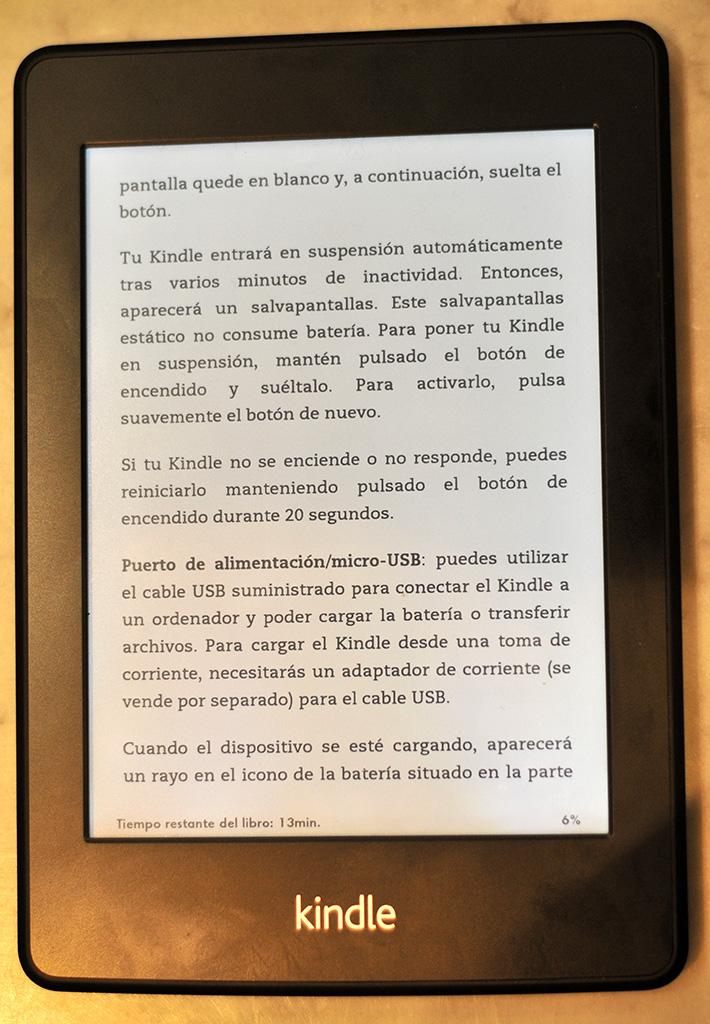 pantalla quede en blanco y, a continuación, suelta el
botón.
Tu Kindle entrará en suspensión automáticamente
tras varios minutos de inactividad. Entonces,
aparecerá un salvapantallas. Este salvapantallas
estático no consume batería. Para poner tu Kindle
en suspensión, mantén pulsado el botón de
encendido y suéltalo. Para activarlo, pulsa
suavemente el botón de nuevo.
Si tu Kindle no se enciende o no responde, puedes
reiniciarlo manteniendo pulsado el botón de
encendido durante 20 segundos.
Puerto de alimentación/micro-USB: puedes utilizar
el cable USB suministrado para conectar el Kindle a
un ordenador y poder cargar la batería o transferir
archivos. Para cargar el Kindle desde una toma de
corriente, necesitarás un adaptador de corriente (se
vende por separado) para el cable USB.
Cuando el dispositivo se esté cargando, aparecerá
un rayo en el icono de la batería situado en la parte
Tiempo restante del libro: 13min. 6%
kindle